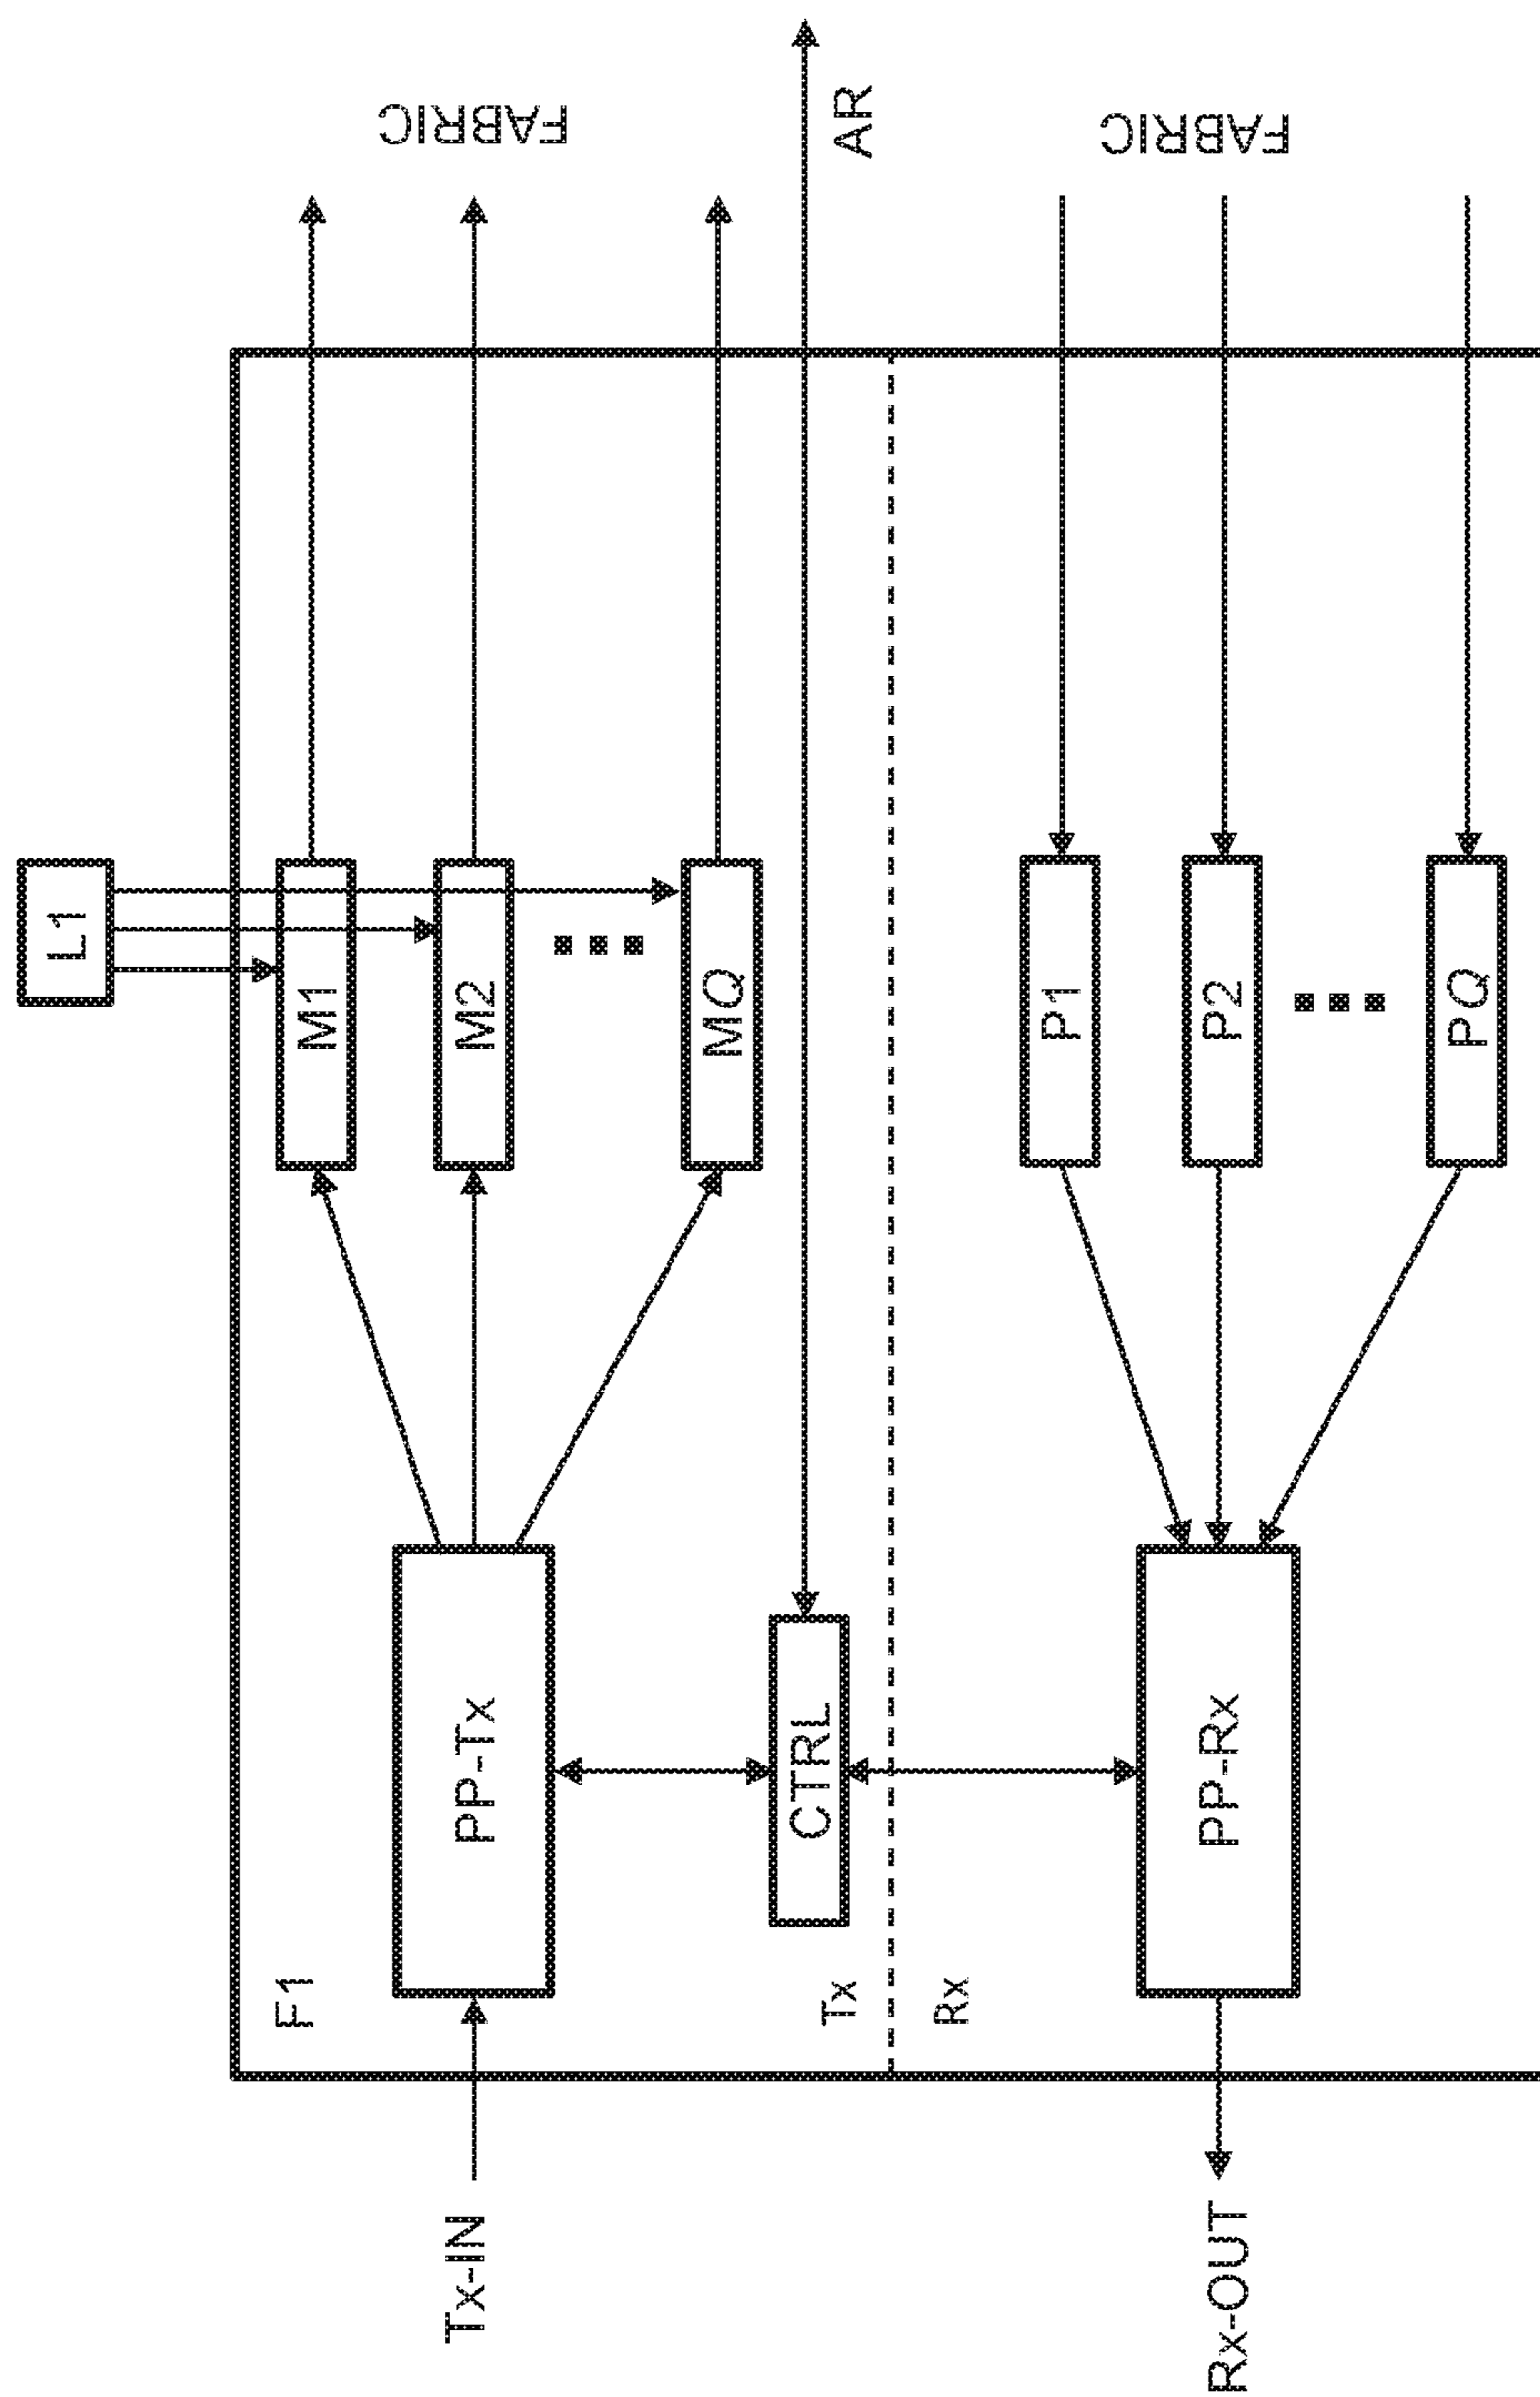 L1
F1
M1
FABRIC
Tx-IN
PP-Tx
M2
MQ
CTRL
AR
Tx
Rx
P1
Rx-OUT
PP-Rx
P2
FABRIC
PQ